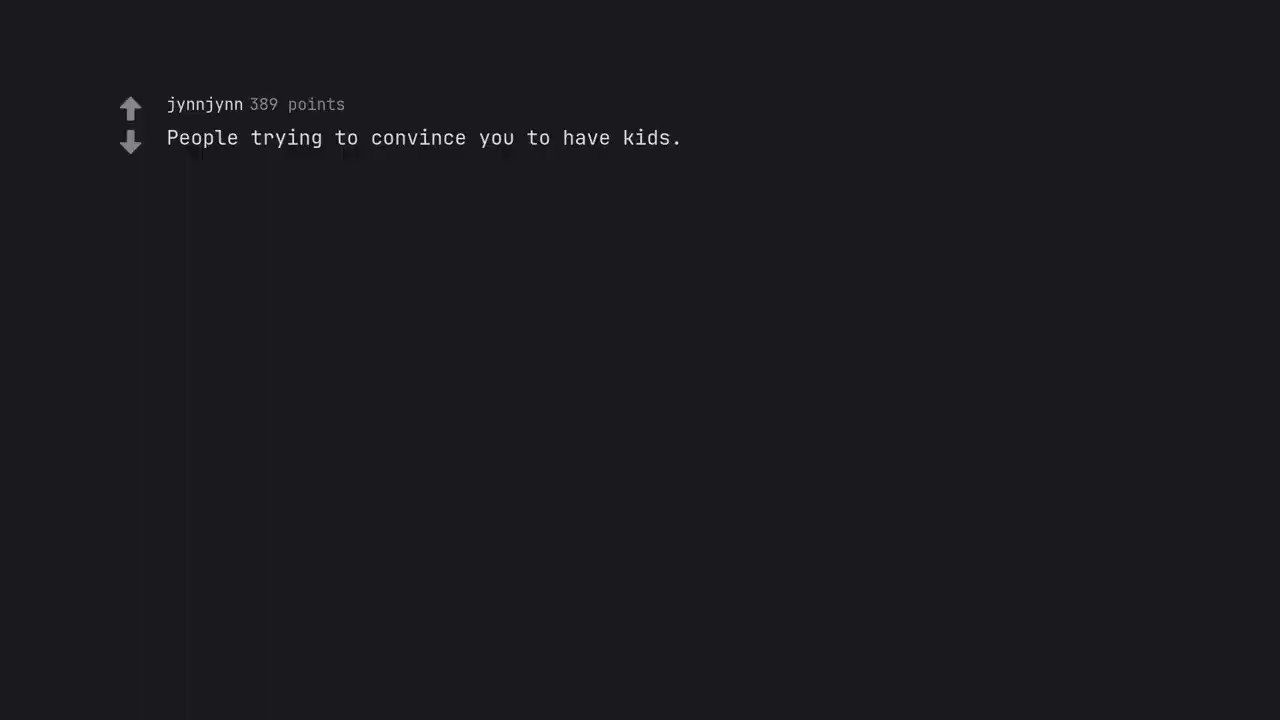 jynnjynn 389 points
People trying to convince you to have kids.